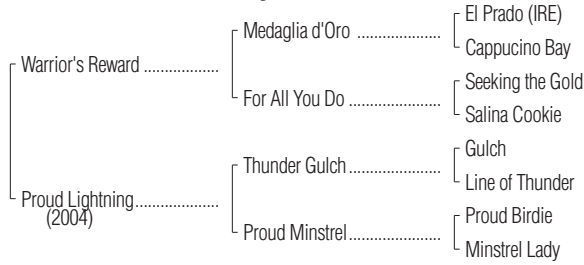 El Prado (IRE)
Medaglia d'Oro ..................
Cappucino Bay
Warrior's Reward ..................
Seeking the Gold
For All You Do ......................
Salina Cookie
Gulch
Thunder Gulch ....................
Line of Thunder
Proud Lightning....................
(2004)
Proud Birdie
Proud Minstrel ....................
Minstrel Lady